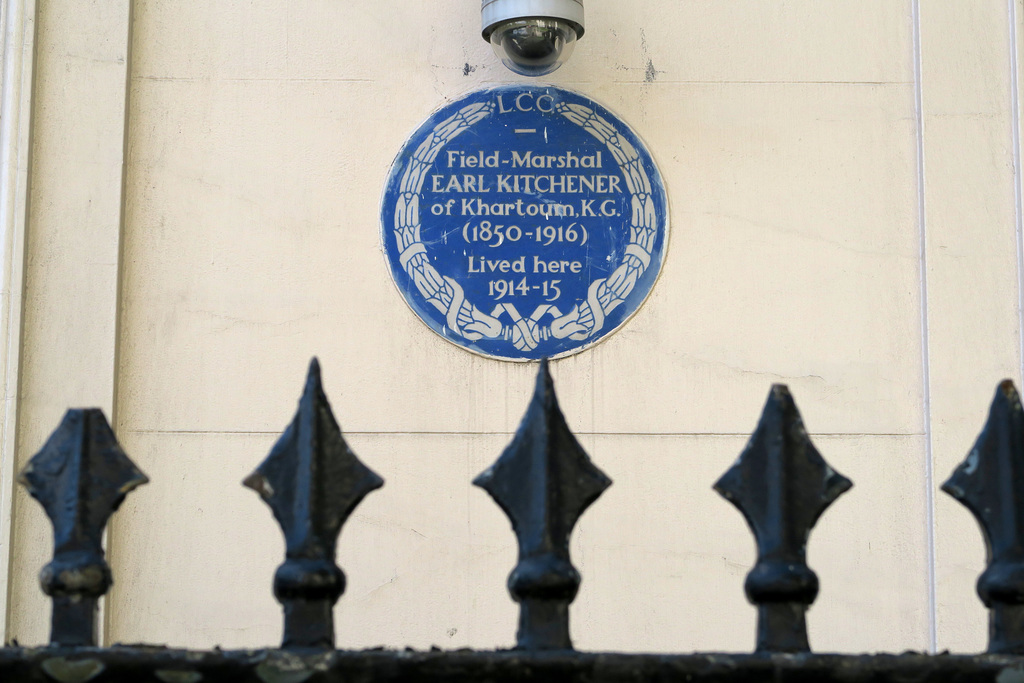 L.C.C.
Field-Marshal
EARL KITCHENER
of Khartoum, K.G.
(1850-1916)
Lived here
1914-15